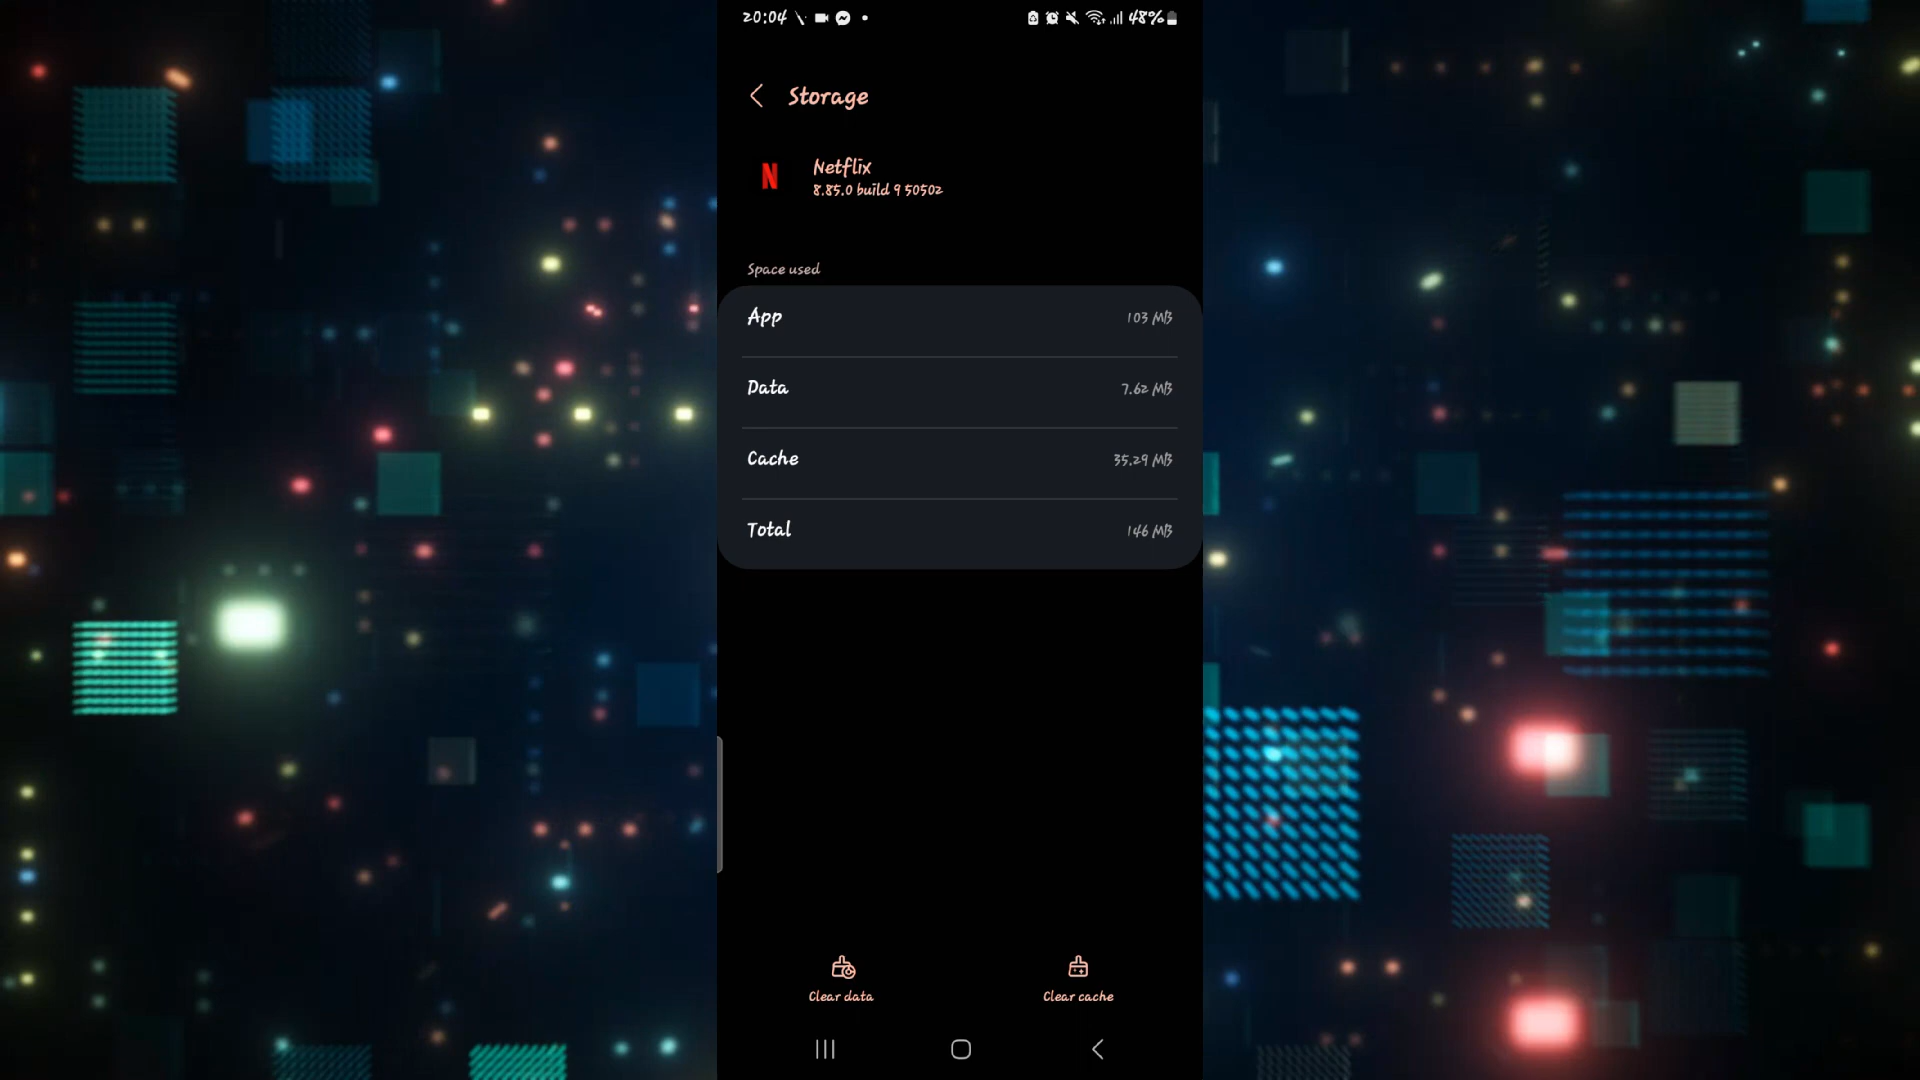 20:04 48%
Storage
N
Netflix
8.85.0 build 9 50502
Space used
App 103 MB
Data 7.62 MB
Cache 35.29 MB
Total 146 MB
Clear data Clear cache